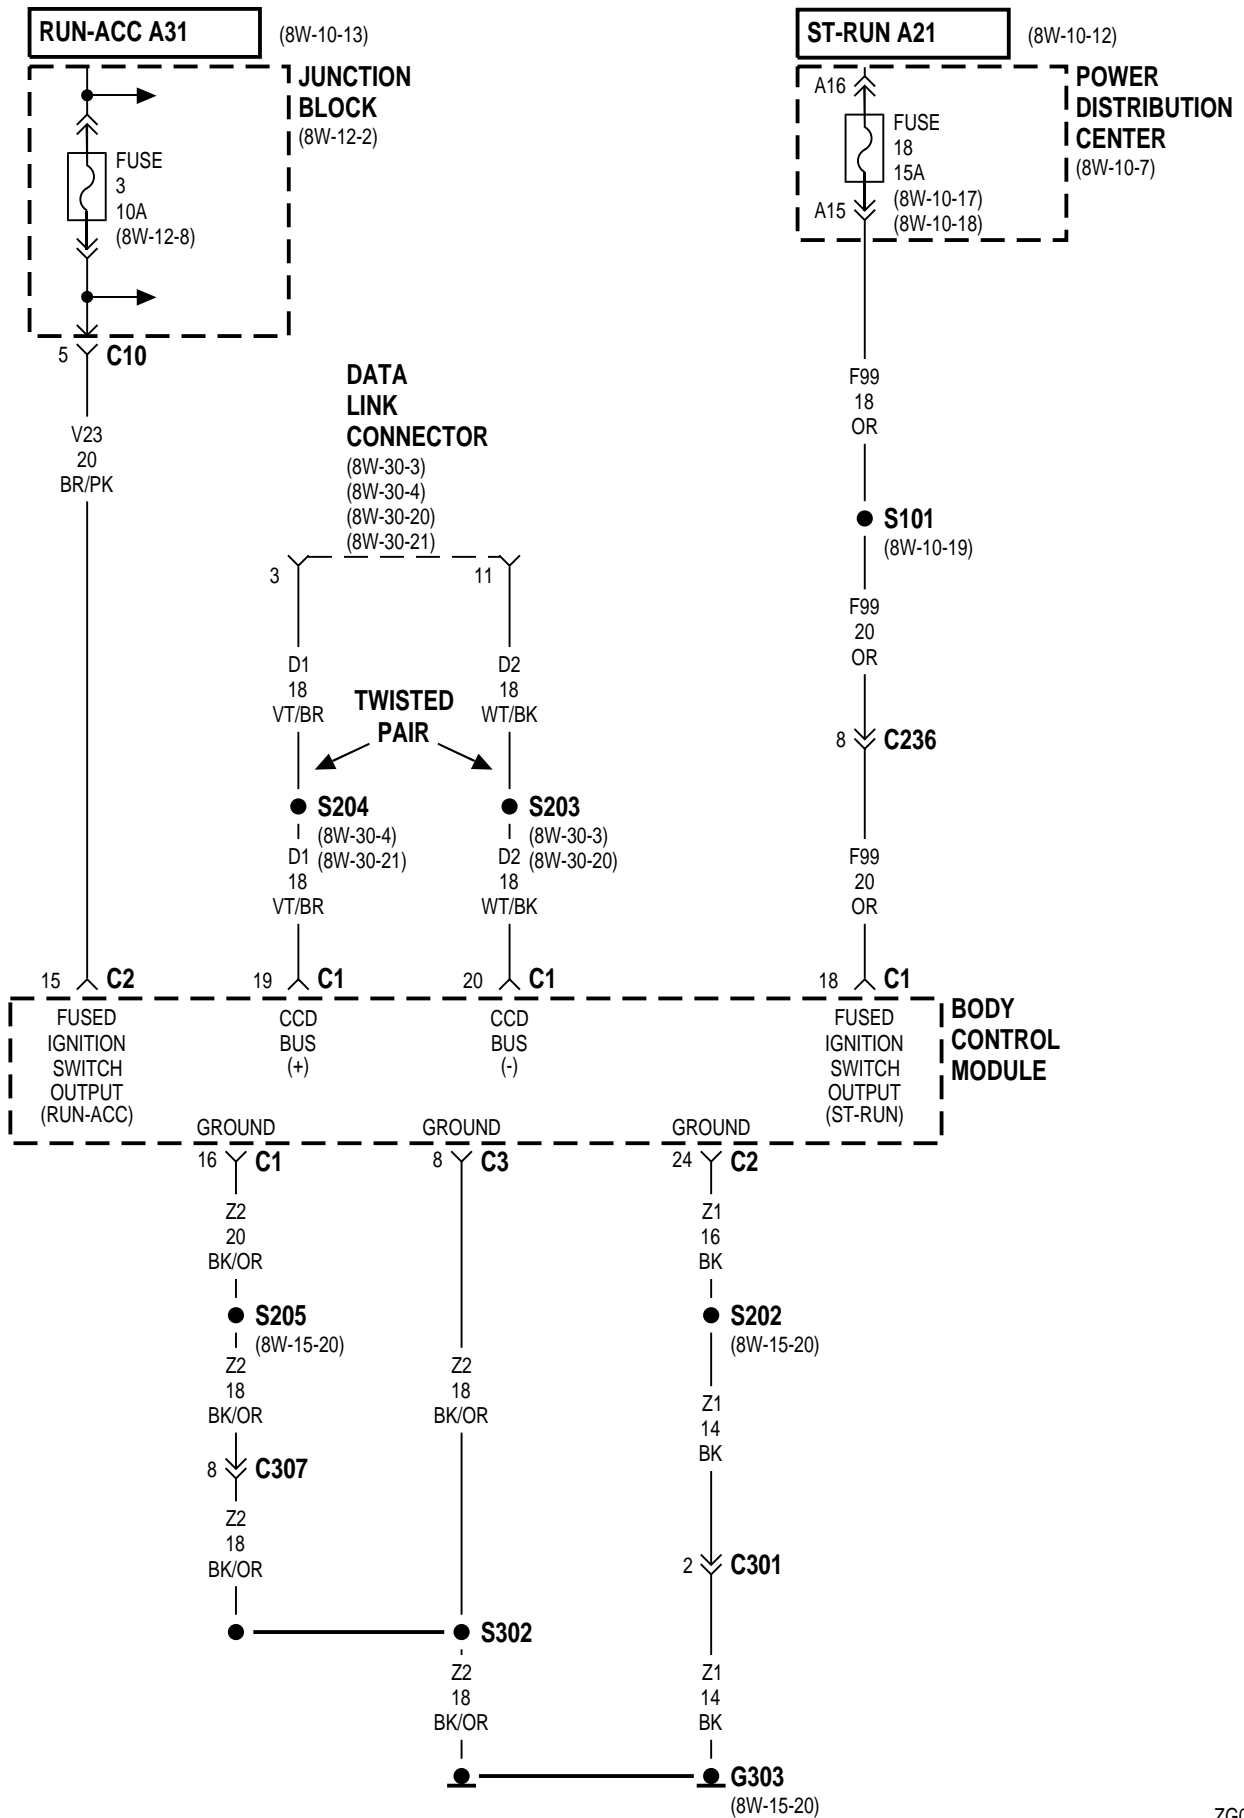 RUN-ACC A31
(8W-10-13)
ST-RUN A21
(8W-10-12)
JUNCTION
BLOCK
(8W-12-2)
FUSE
3
10A
(8W-12-8)
A16
FUSE
18
15A
(8W-10-17)
(8W-10-18)
A15
POWER
DISTRIBUTION
CENTER
(8W-10-7)
5
C10
V23
20
BR/PK
DATA
LINK
CONNECTOR
(8W-30-3)
(8W-30-4)
(8W-30-20)
(8W-30-21)
3
11
F99
18
OR
S101
(8W-10-19)
F99
20
OR
D1
18
VT/BR
TWISTED
PAIR
D2
18
WT/BK
8
C236
S204
(8W-30-4)
(8W-30-21)
D1
18
VT/BR
S203
(8W-30-3)
(8W-30-20)
D2
18
WT/BK
F99
20
OR
15
C2
19
C1
20
C1
18
C1
FUSED
IGNITION
SWITCH
OUTPUT
(RUN-ACC)
CCD
BUS
(+)
CCD
BUS
(-)
FUSED
IGNITION
SWITCH
OUTPUT
(ST-RUN)
BODY
CONTROL
MODULE
GROUND
GROUND
GROUND
16
C1
8
C3
24
C2
Z2
20
BK/OR
Z1
16
BK
S205
(8W-15-20)
S202
(8W-15-20)
Z2
18
BK/OR
Z2
18
BK/OR
Z1
14
BK
8
C307
Z2
18
BK/OR
2
C301
S302
Z2
18
BK/OR
Z1
14
BK
G303
(8W-15-20)